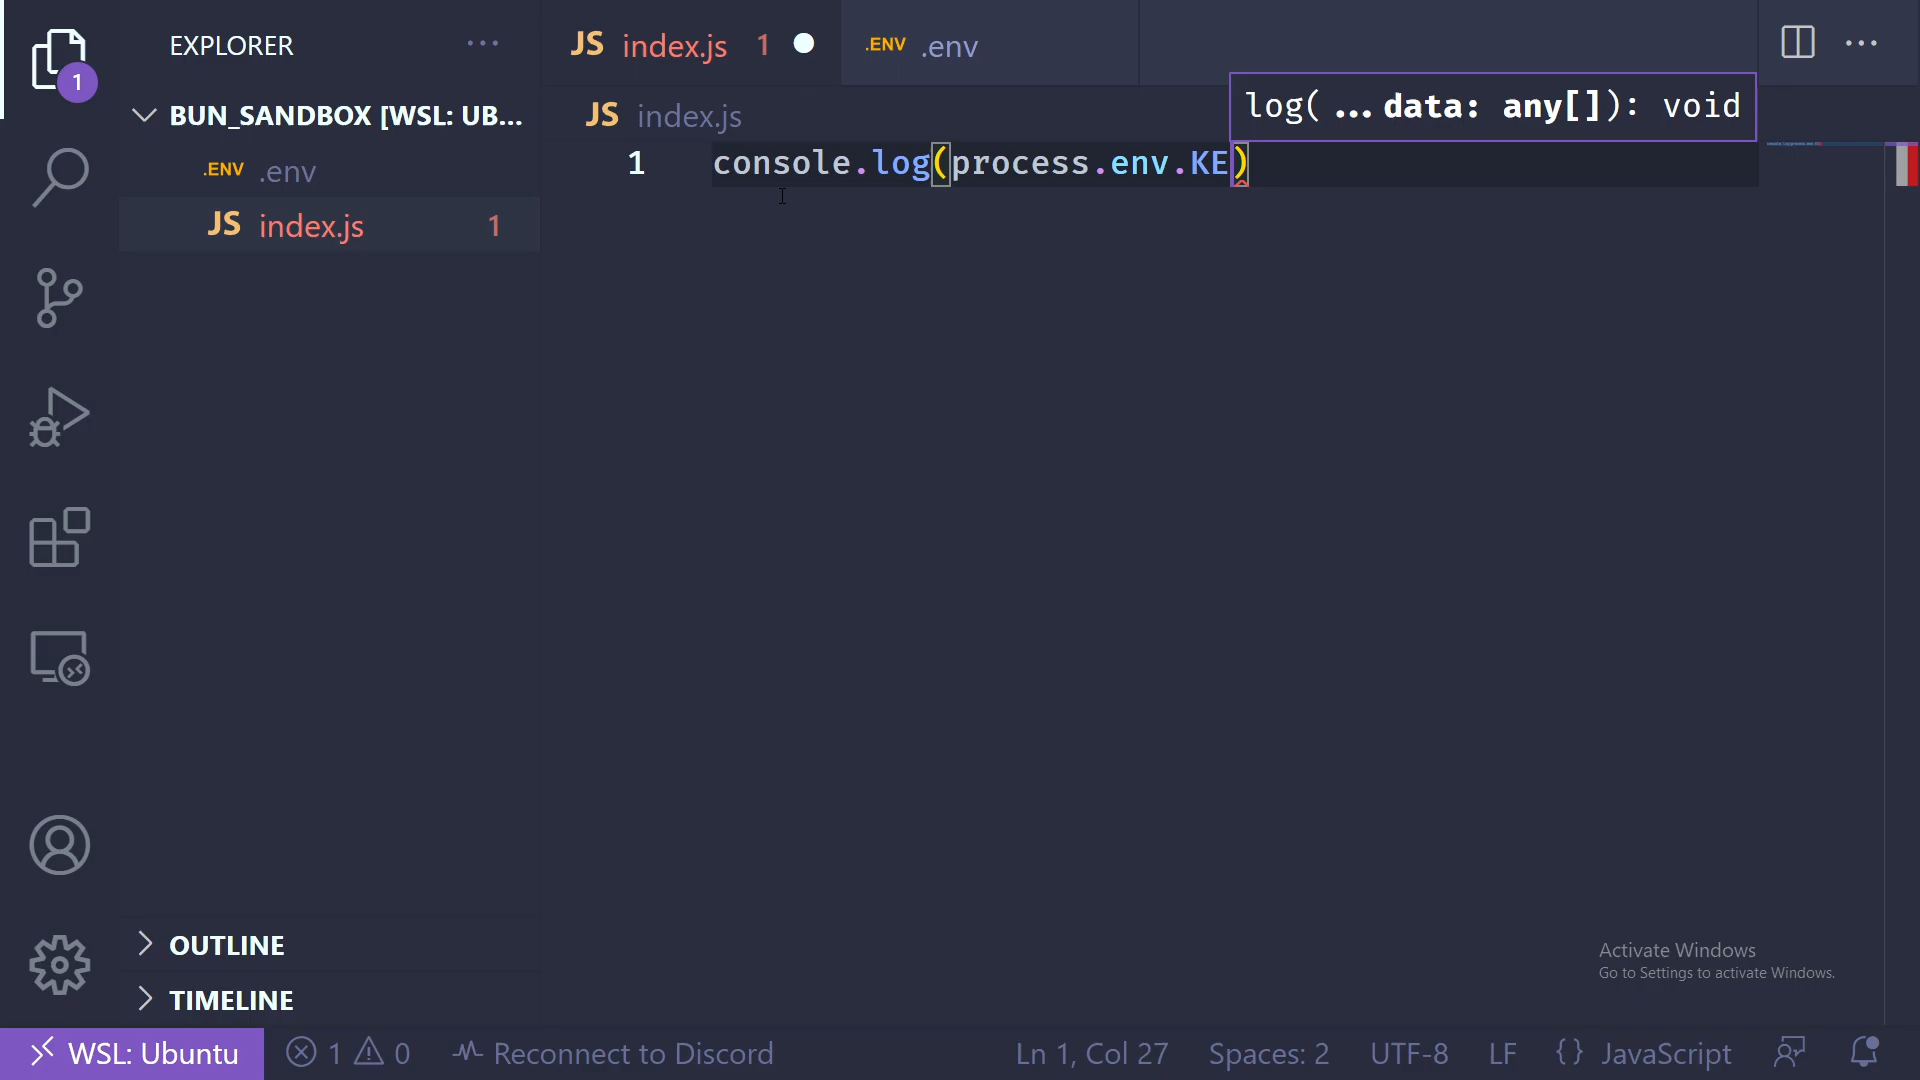 EXPLORER
1
BUN_SANDBOX [WSL: UB...
.ENV .env
JS index.js 1
OUTLINE
TIMELINE
JS index.js 1
.ENV .env
JS index.js
log(...data: any[]): void
1 console.log(process.env.KE)
Activate Windows
Go to Settings to activate Windows.
WSL: Ubuntu
1 0
Reconnect to Discord
Ln 1, Col 27
Spaces: 2
UTF-8
LF
{} JavaScript